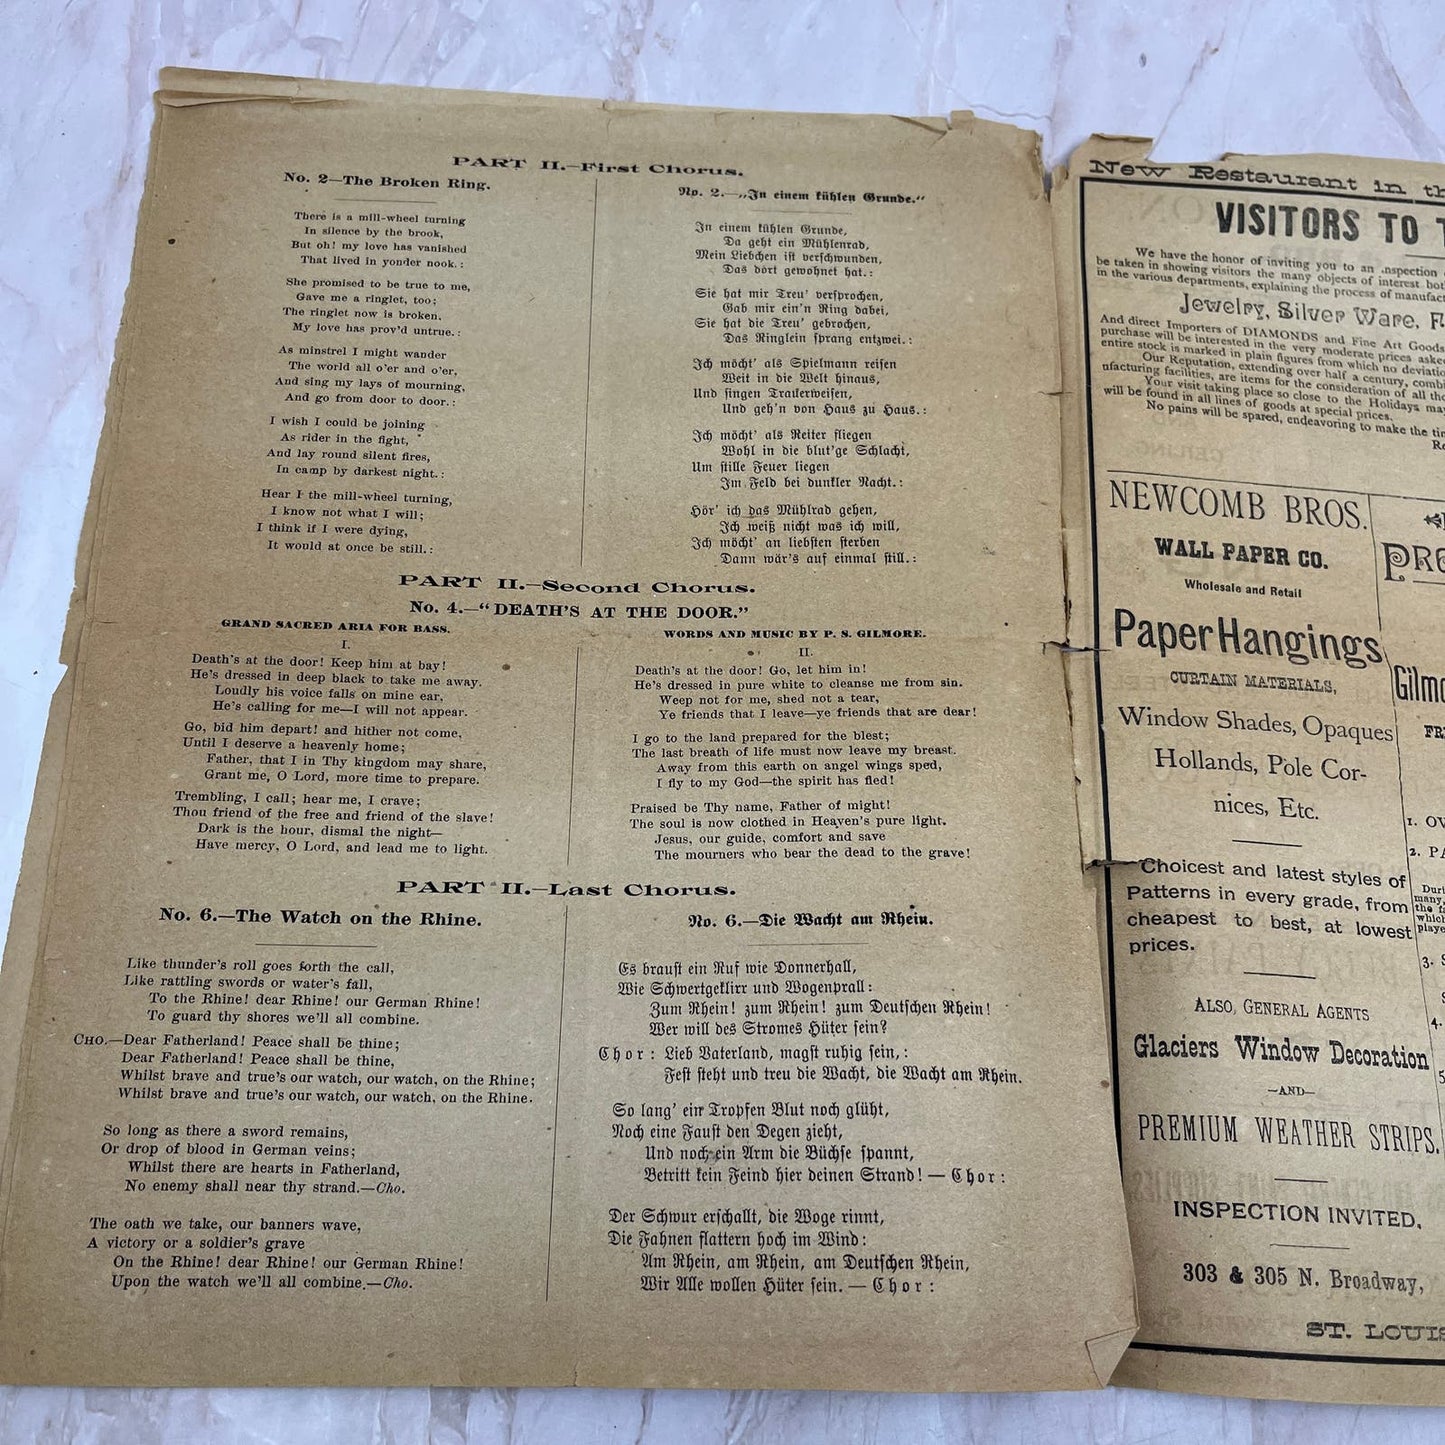 PART II.—First Chorus.
No. 2—The Broken Ring.
There is a mill-wheel turning
In silence by the brook,
But oh! my love has vanished
That lived in yonder nook.:
She promised to be true to me,
Gave me a ringlet, too;
The ringlet now is broken,
My love has prov'd untrue.:
As minstrel I might wander
The world all o'er and o'er,
And sing my lays of mourning,
And go from door to door.:
I wish I could be joining
As rider in the fight,
And lay round silent fires,
In camp by darkest night.:
Hear I the mill-wheel turning,
I know not what I will;
I think if I were dying,
It would at once be still.:
No. 2.—„In einem kühlen Grunde."
In einem kühlen Grunde,
Da geht ein Mühlenrad,
Mein Liebchen ist verschwunden,
Das dort gewohnet hat.:
Sie hat mir Treu' versprochen,
Gab mir ein'n Ring dabei,
Sie hat die Treu' gebrochen,
Das Ringlein sprang entzwei.:
Ich möcht' als Spielmann reisen
Weit in die Welt hinaus,
Und singen Trauerweisen,
Und geh'n von Haus zu Haus.:
Ich möcht' als Reiter fliegen
Wohl in die blut'ge Schlacht,
Um stille Feuer liegen
Im Feld bei dunkler Nacht.:
Hör' ich das Mühlrad gehen,
Ich weiß nicht was ich will,
Ich möcht' an liebsten sterben
Dann wär's auf einmal still.:
PART II.—Second Chorus.
No. 4.—"DEATH'S AT THE DOOR."
GRAND SACRED ARIA FOR BASS.
I.
Death's at the door! Keep him at bay!
He's dressed in deep black to take me away.
Loudly his voice falls on mine ear,
He's calling for me—I will not appear.
Go, bid him depart! and hither not come,
Until I deserve a heavenly home;
Father, that I in Thy kingdom may share,
Grant me, O Lord, more time to prepare.
Trembling, I call; hear me, I crave;
Thou friend of the free and friend of the slave!
Dark is the hour, dismal the night—
Have mercy, O Lord, and lead me to light.
WORDS AND MUSIC BY P. S. GILMORE.
II.
Death's at the door! Go, let him in!
He's dressed in pure white to cleanse me from sin.
Weep not for me, shed not a tear,
Ye friends that I leave—ye friends that are dear!
I go to the land prepared for the blest;
The last breath of life must now leave my breast.
Away from this earth on angel wings sped,
I fly to my God—the spirit has fled!
Praised be Thy name, Father of might!
The soul is now clothed in Heaven's pure light.
Jesus, our guide, comfort and save
The mourners who bear the dead to the grave!
PART II.—Last Chorus.
No. 6.—The Watch on the Rhine.
Like thunder's roll goes forth the call,
Like rattling swords or water's fall,
To the Rhine! dear Rhine! our German Rhine!
To guard thy shores we'll all combine.
CHO.—Dear Fatherland! Peace shall be thine;
Dear Fatherland! Peace shall be thine,
Whilst brave and true's our watch, our watch, on the Rhine;
Whilst brave and true's our watch, our watch, on the Rhine.
So long as there a sword remains,
Or drop of blood in German veins;
Whilst there are hearts in Fatherland,
No enemy shall near thy strand.—Cho.
The oath we take, our banners wave,
A victory or a soldier's grave
On the Rhine! dear Rhine! our German Rhine!
Upon the watch we'll all combine.—Cho.
No. 6.—Die Wacht am Rhein.
Es braust ein Ruf wie Donnerhall,
Wie Schwertgeklirr und Wogenprall:
Zum Rhein! zum Rhein! zum Deutschen Rhein!
Wer will des Stromes Hüter sein?
Chor: Lieb Vaterland, magst ruhig sein,:
Fest steht und treu die Wacht, die Wacht am Rhein.
So lang' ein Tropfen Blut noch glüht,
Noch eine Faust den Degen zieht,
Und noch ein Arm die Büchse spannt,
Betritt kein Feind hier deinen Strand! — Chor:
Der Schwur erschallt, die Woge rinnt,
Die Fahnen flattern hoch im Wind:
Am Rhein, am Rhein, am Deutschen Rhein,
Wir Alle wollen Hüter sein. — Chor:
New Restaurant in th
VISITORS TO T
We have the honor of inviting you to an inspection
be taken in showing visitors the many objects of interest bot
in the various departments, explaining the process of manufact
Jewelry, Silver Ware, F
And direct Importers of DIAMONDS and Fine Art Goods
purchase will be interested in the very moderate prices aske
entire stock is marked in plain figures from which no deviatio
Our Reputation, extending over half a century, combi
ufacturing facilities, are items for the consideration of all tho
Your visit taking place so close to the Holidays may
will be found in all lines of goods at special prices.
No pains will be spared, endeavoring to make the tim
Re
NEWCOMB BROS.
WALL PAPER CO.
Wholesale and Retail
Paper Hangings
CURTAIN MATERIALS,
Window Shades, Opaques
Hollands, Pole Cor-
nices, Etc.
Choicest and latest styles of
Patterns in every grade, from
cheapest to best, at lowest
prices.
ALSO, GENERAL AGENTS
Glaciers Window Decoration
—AND—
PREMIUM WEATHER STRIPS.
INSPECTION INVITED.
303 & 305 N. Broadway,
ST. LOUIS
PRO
Gilmo
FR
1. OV
2. PA
Duri
many,
the fa
which
playe
3. S
4.
5